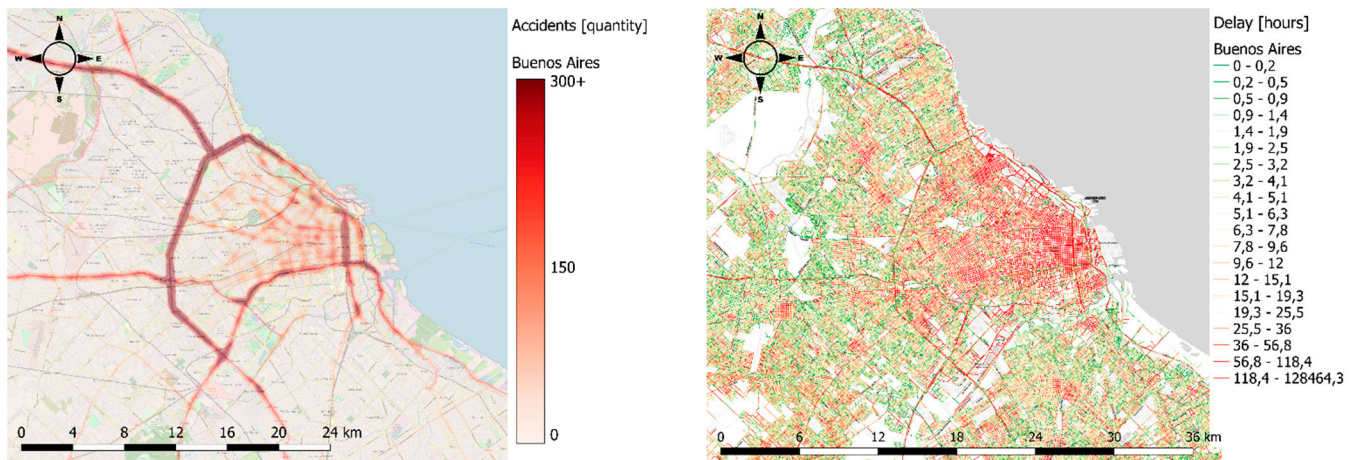 Accidents [quantity]
Buenos Aires
300+
150
0
N
W
E
S
0 4 8 12 16 20 24 km
Delay [hours]
Buenos Aires
0 - 0,2
0,2 - 0,5
0,5 - 0,9
0,9 - 1,4
1,4 - 1,9
1,9 - 2,5
2,5 - 3,2
3,2 - 4,1
4,1 - 5,1
5,1 - 6,3
6,3 - 7,8
7,8 - 9,6
9,6 - 12
12 - 15,1
15,1 - 19,3
19,3 - 25,5
25,5 - 36
36 - 56,8
56,8 - 118,4
118,4 - 128464,3
N
W
E
S
0 6 12 18 24 30 36 km